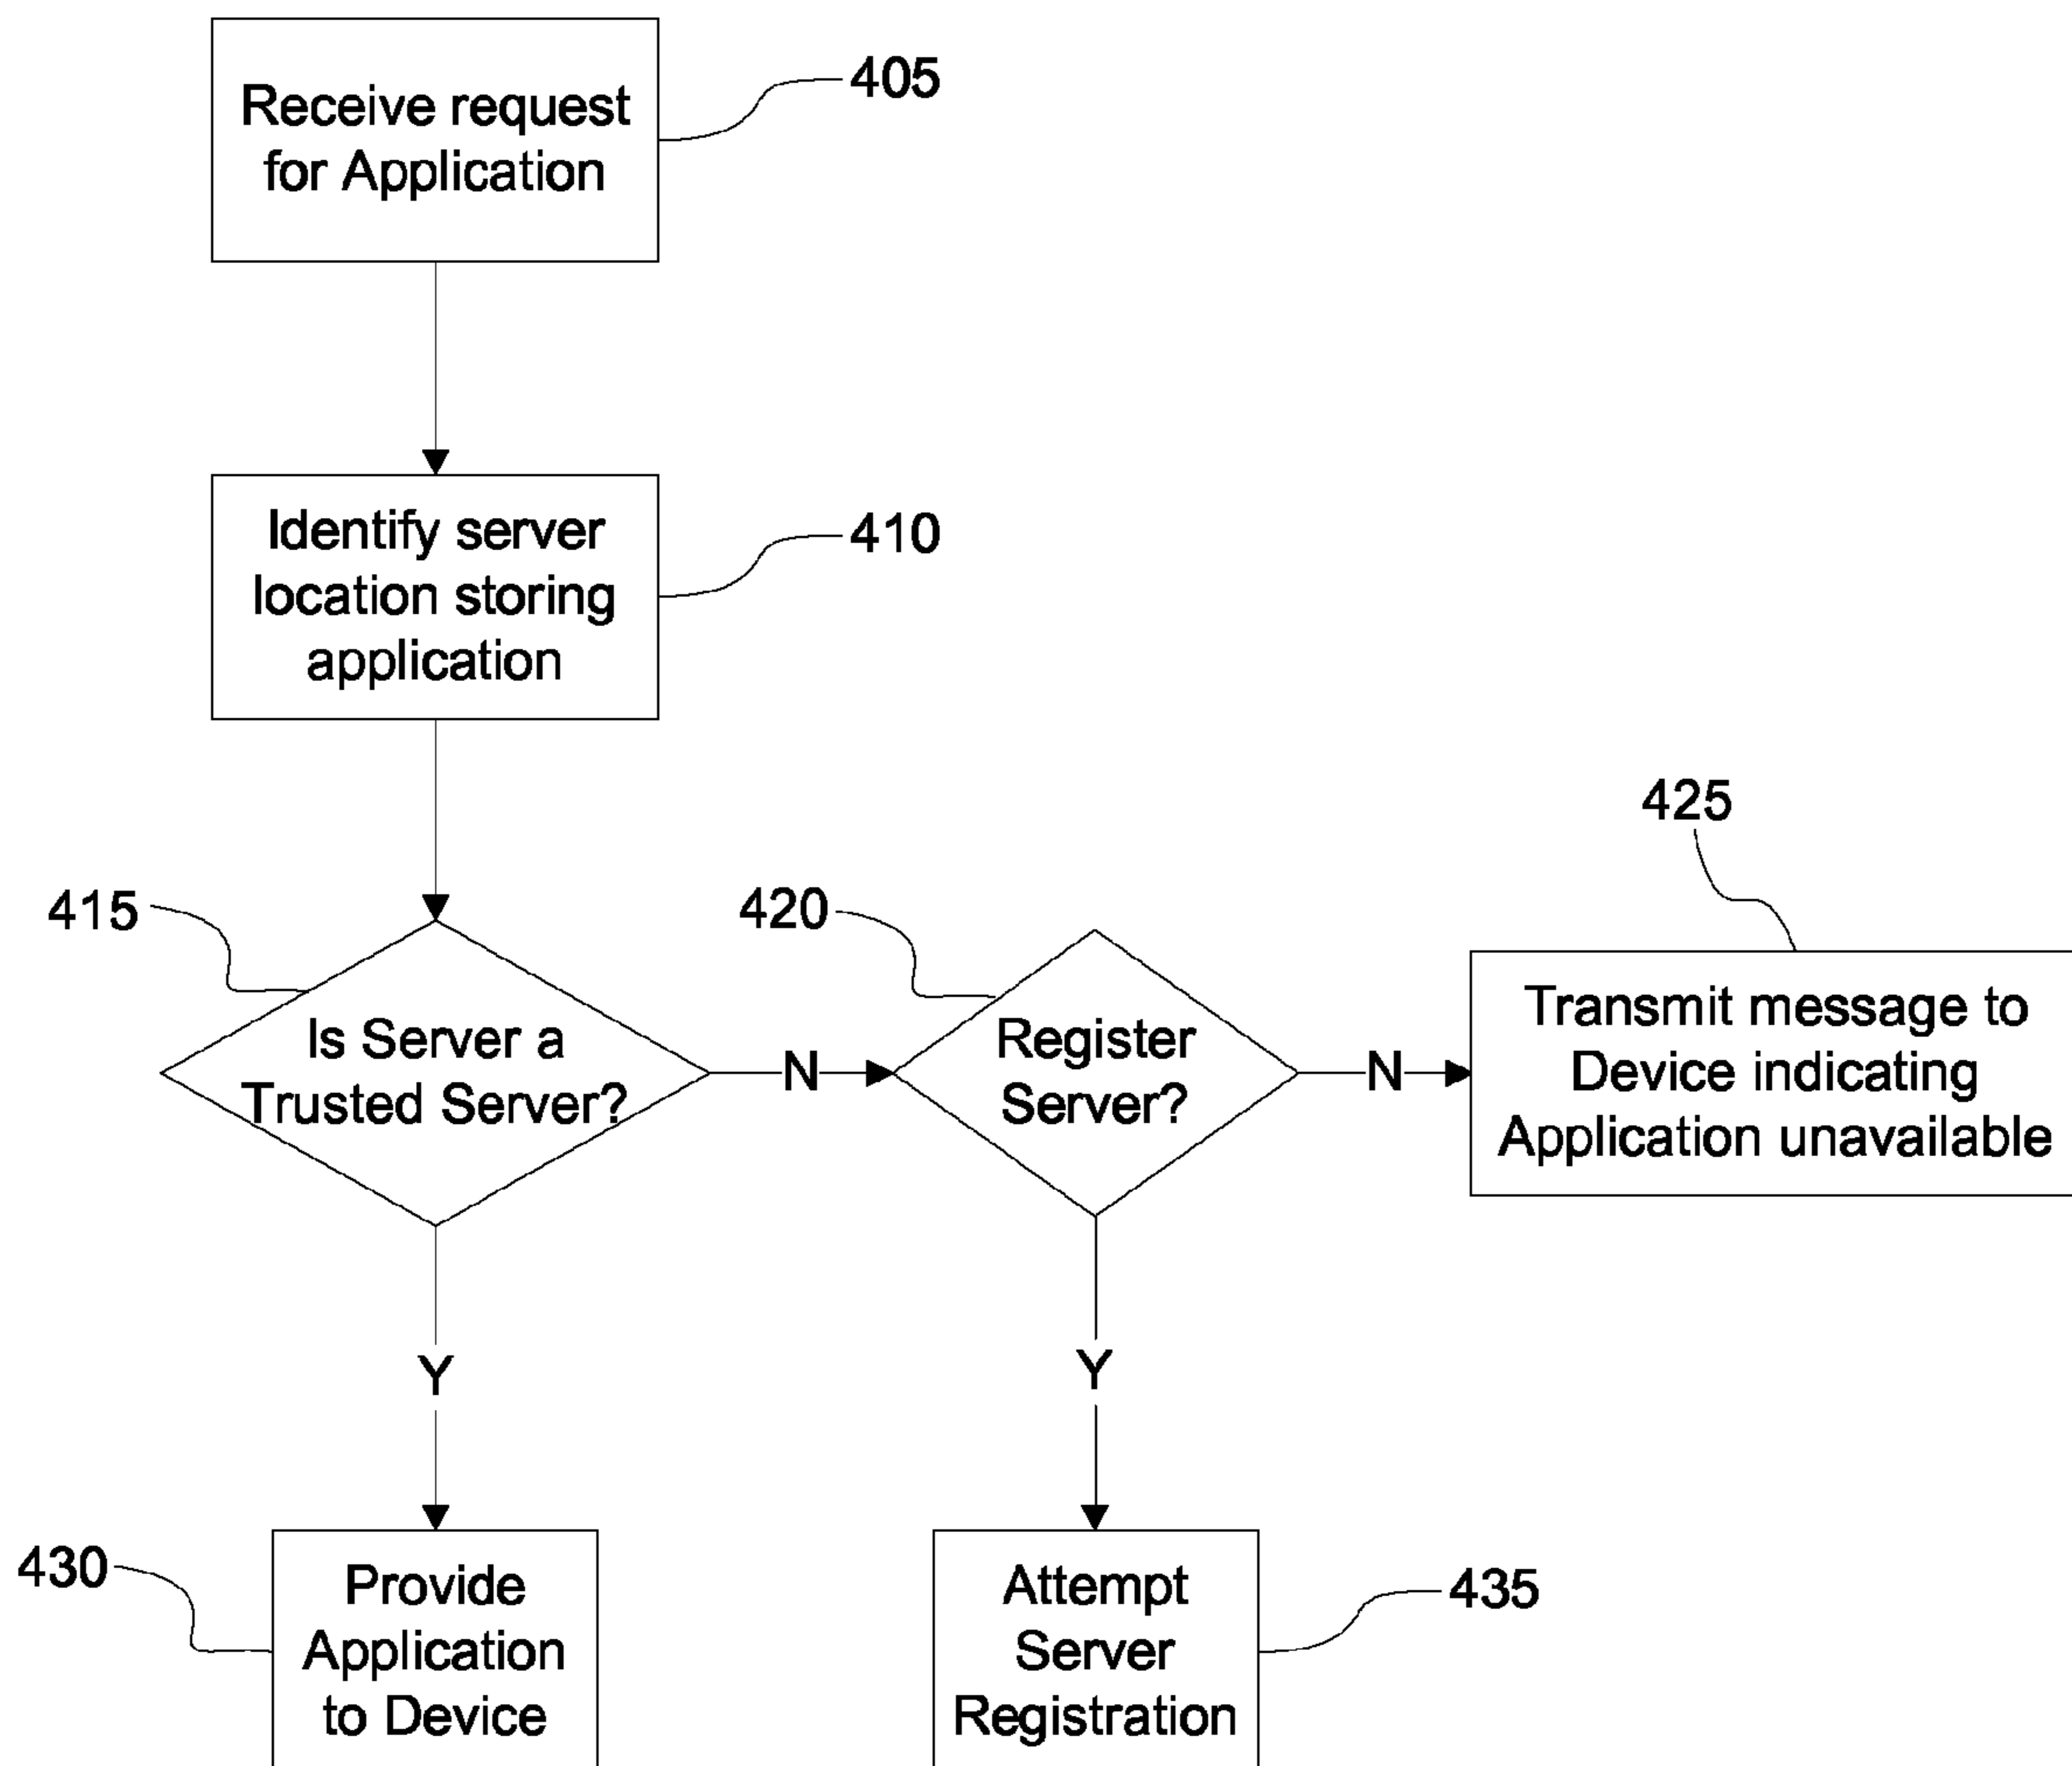 Receive request
for Application
405
Identify server
location storing
application
410
415
Is Server a
Trusted Server?
N
420
Register
Server?
N
425
Transmit message to
Device indicating
Application unavailable
Y
Y
430
Provide
Application
to Device
Attempt
Server
Registration
435